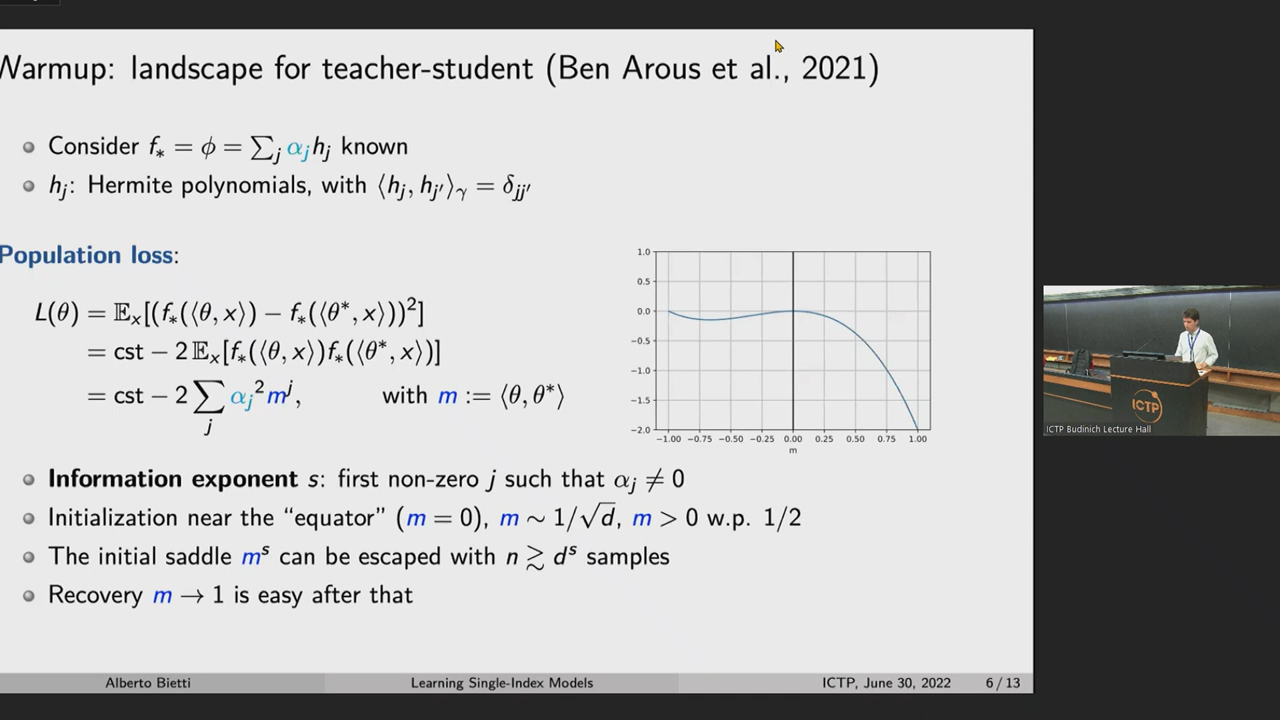 Warmup: landscape for teacher-student (Ben Arous et al., 2021)
Consider f* = φ = ∑_j α_j h_j known
h_j: Hermite polynomials, with ⟨h_j, h_j'⟩_γ = δ_jj'
Population loss:
L(θ) = 𝔼_x[(f*(⟨θ, x⟩) − f*(⟨θ*, x⟩))²]
= cst − 2 𝔼_x[f*(⟨θ, x⟩)f*(⟨θ*, x⟩)]
= cst − 2 ∑_j α_j² m^j, with m := ⟨θ, θ*⟩
1.0
0.5
0.0
−0.5
−1.0
−1.5
−2.0
−1.00 −0.75 −0.50 −0.25 0.00 0.25 0.50 0.75 1.00
m
Information exponent s: first non-zero j such that α_j ≠ 0
Initialization near the “equator” (m = 0), m ∼ 1/√d, m > 0 w.p. 1/2
The initial saddle m^s can be escaped with n ≳ d^s samples
Recovery m → 1 is easy after that
Alberto Bietti Learning Single-Index Models ICTP, June 30, 2022 6 / 13
ICTP
ICTP Budinich Lecture Hall